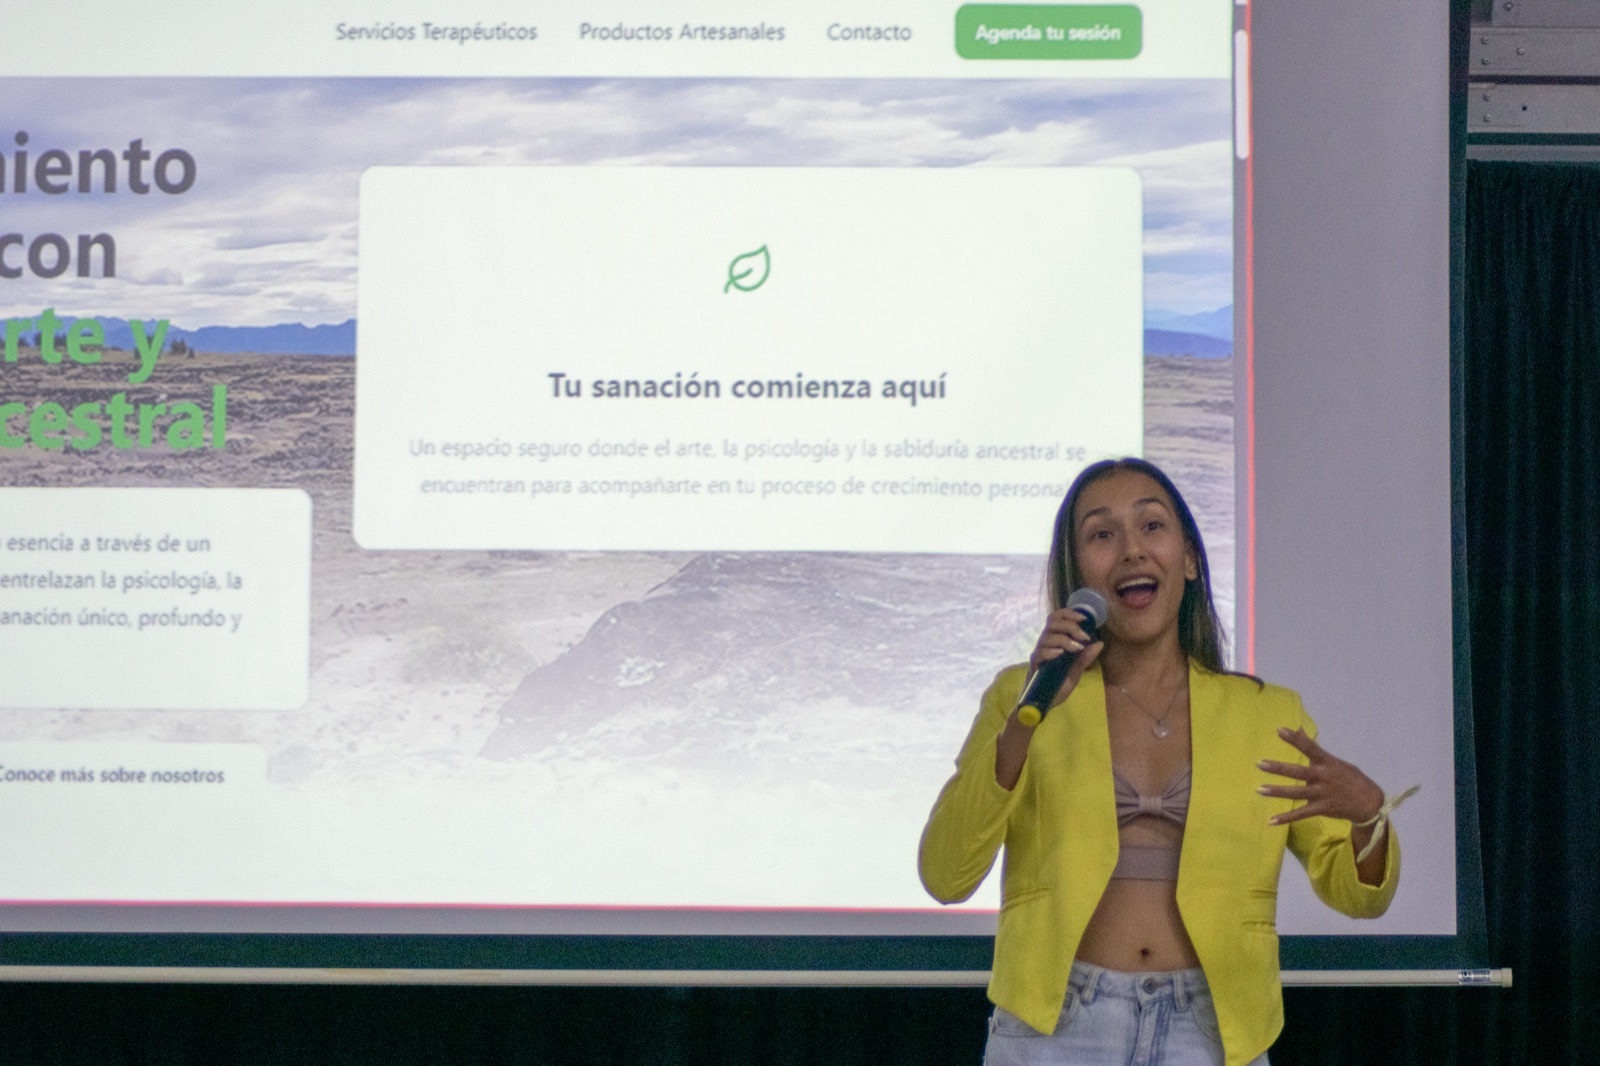 Servicios Terapéuticos Productos Artesanales Contacto Agenda tu sesión
miento
con
rte y
cestral
Tu sanación comienza aquí
Un espacio seguro donde el arte, la psicología y la sabiduría ancestral se
encuentran para acompañarte en tu proceso de crecimiento personal
esencia a través de un
entrelazan la psicología, la
sanación único, profundo y
Conoce más sobre nosotros